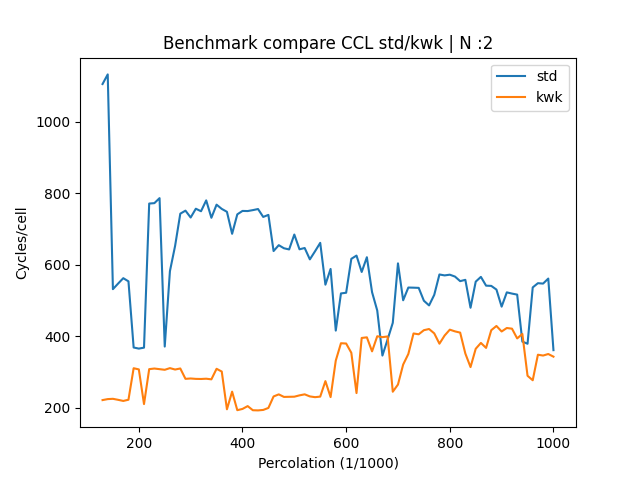 Benchmark compare CCL std/kwk | N :2
std
kwk
Cycles/cell
1000
800
600
400
200
200 400 600 800 1000
Percolation (1/1000)